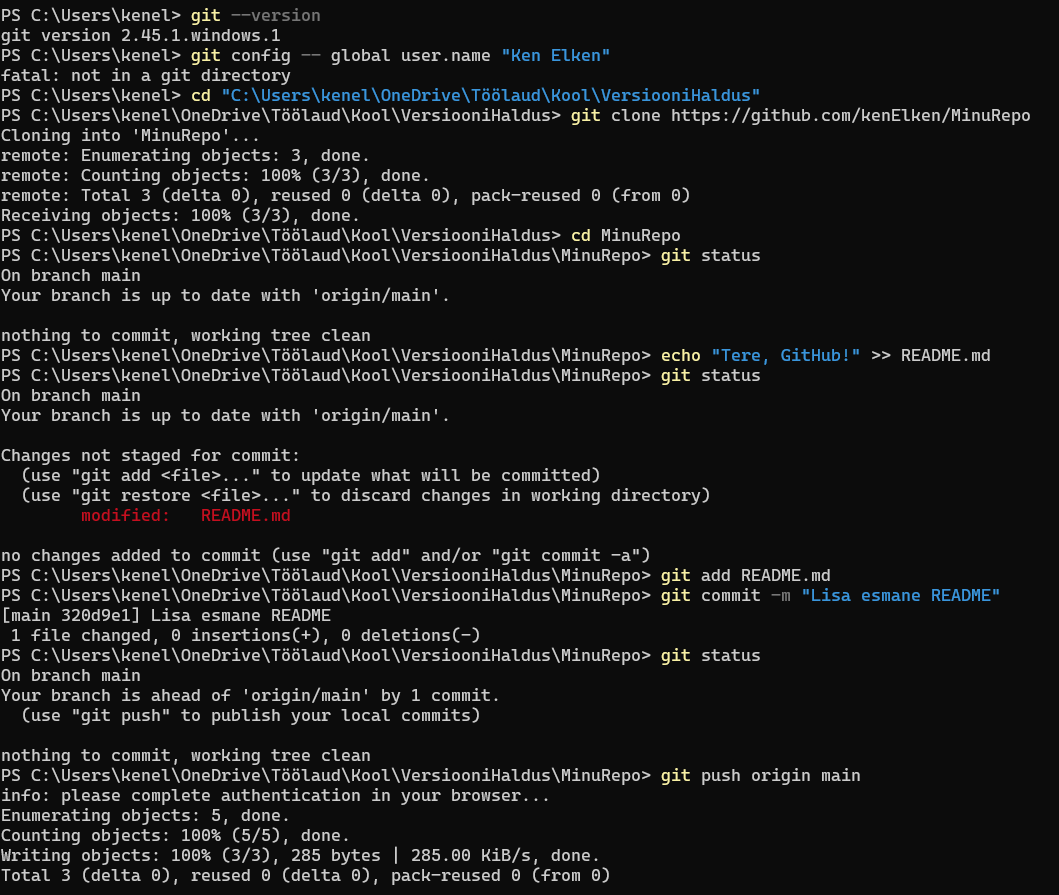 PS C:\Users\kenel> git --version
git version 2.45.1.windows.1
PS C:\Users\kenel> git config -- global user.name "Ken Elken"
fatal: not in a git directory
PS C:\Users\kenel> cd "C:\Users\kenel\OneDrive\Töölaud\Kool\VersiooniHaldus"
PS C:\Users\kenel\OneDrive\Töölaud\Kool\VersiooniHaldus> git clone https://github.com/kenElken/MinuRepo
Cloning into 'MinuRepo'...
remote: Enumerating objects: 3, done.
remote: Counting objects: 100% (3/3), done.
remote: Total 3 (delta 0), reused 0 (delta 0), pack-reused 0 (from 0)
Receiving objects: 100% (3/3), done.
PS C:\Users\kenel\OneDrive\Töölaud\Kool\VersiooniHaldus> cd MinuRepo
PS C:\Users\kenel\OneDrive\Töölaud\Kool\VersiooniHaldus\MinuRepo> git status
On branch main
Your branch is up to date with 'origin/main'.

nothing to commit, working tree clean
PS C:\Users\kenel\OneDrive\Töölaud\Kool\VersiooniHaldus\MinuRepo> echo "Tere, GitHub!" >> README.md
PS C:\Users\kenel\OneDrive\Töölaud\Kool\VersiooniHaldus\MinuRepo> git status
On branch main
Your branch is up to date with 'origin/main'.

Changes not staged for commit:
  (use "git add <file>..." to update what will be committed)
  (use "git restore <file>..." to discard changes in working directory)
        modified:   README.md

no changes added to commit (use "git add" and/or "git commit -a")
PS C:\Users\kenel\OneDrive\Töölaud\Kool\VersiooniHaldus\MinuRepo> git add README.md
PS C:\Users\kenel\OneDrive\Töölaud\Kool\VersiooniHaldus\MinuRepo> git commit -m "Lisa esmane README"
[main 320d9e1] Lisa esmane README
 1 file changed, 0 insertions(+), 0 deletions(-)
PS C:\Users\kenel\OneDrive\Töölaud\Kool\VersiooniHaldus\MinuRepo> git status
On branch main
Your branch is ahead of 'origin/main' by 1 commit.
  (use "git push" to publish your local commits)

nothing to commit, working tree clean
PS C:\Users\kenel\OneDrive\Töölaud\Kool\VersiooniHaldus\MinuRepo> git push origin main
info: please complete authentication in your browser...
Enumerating objects: 5, done.
Counting objects: 100% (5/5), done.
Writing objects: 100% (3/3), 285 bytes | 285.00 KiB/s, done.
Total 3 (delta 0), reused 0 (delta 0), pack-reused 0 (from 0)